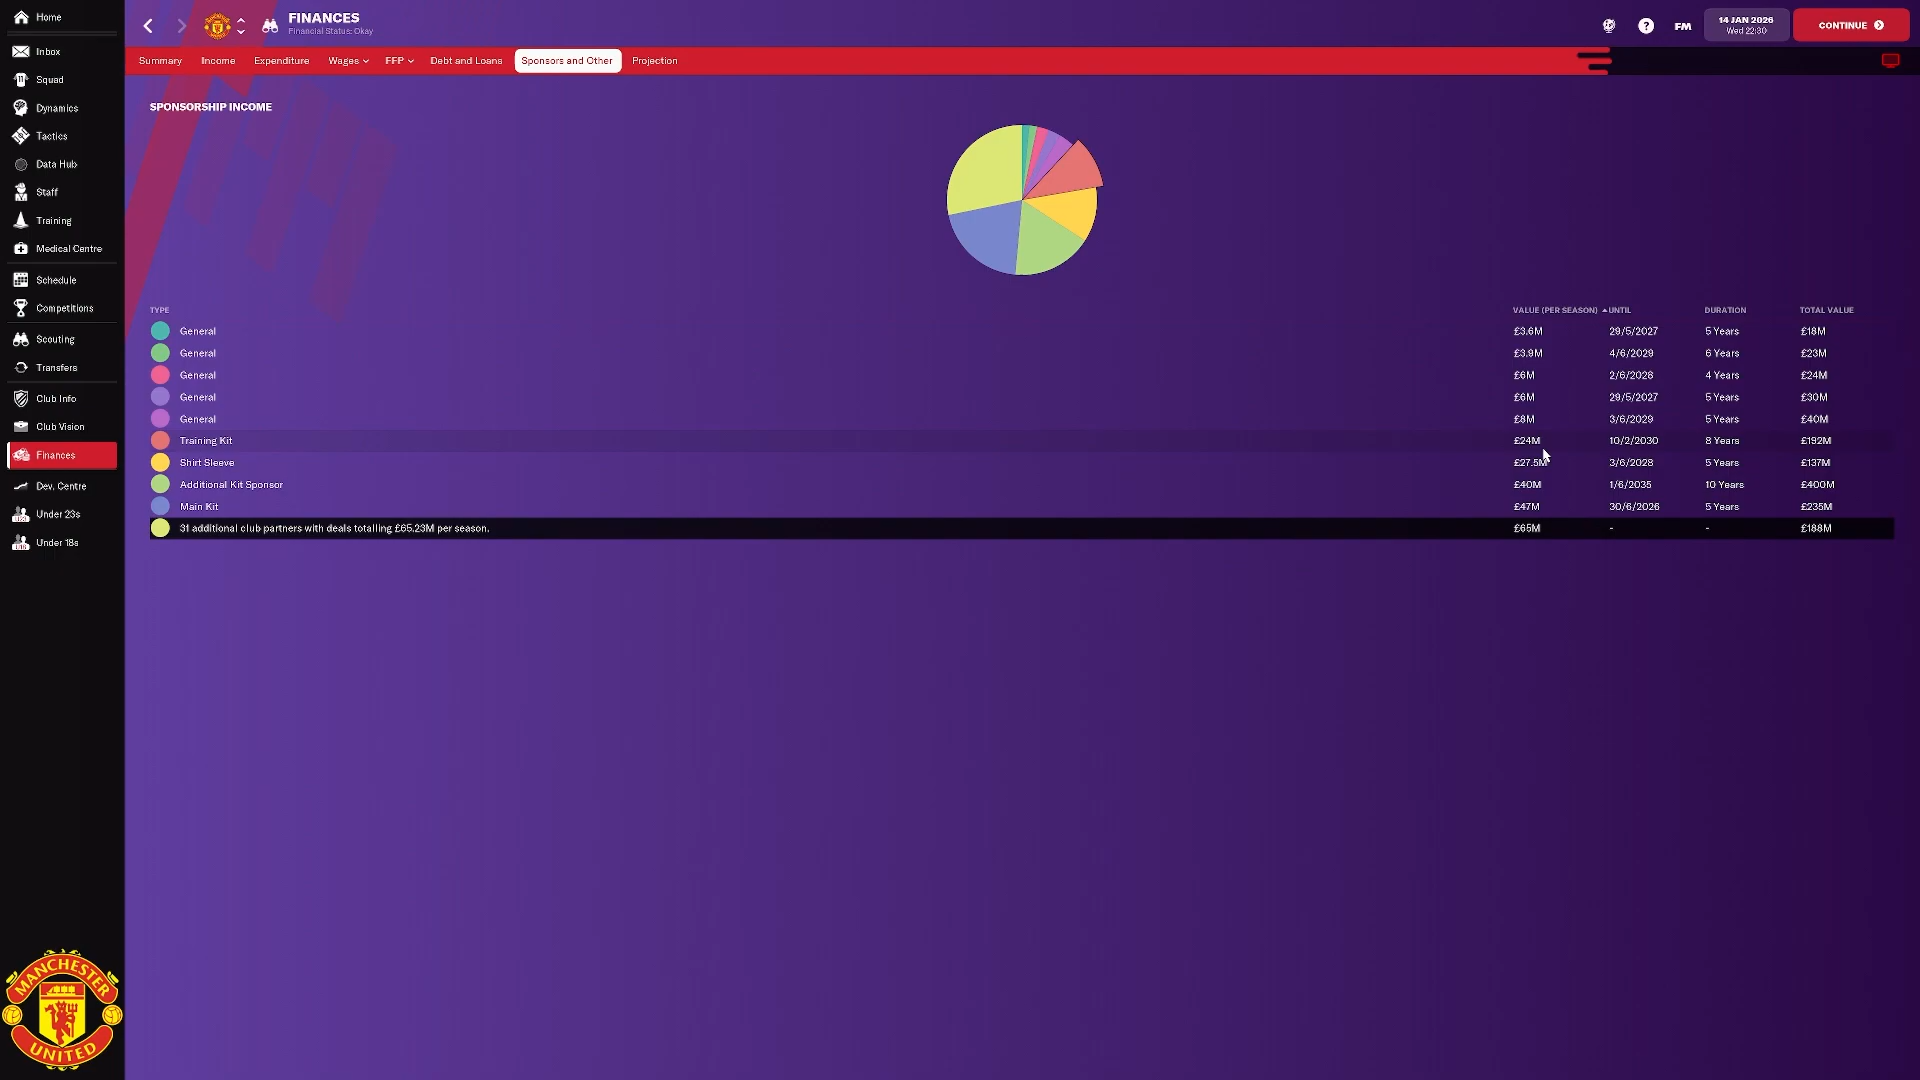 Home
Inbox
Squad
Dynamics
Tactics
Data Hub
Staff
Training
Medical Centre
Schedule
Competitions
Scouting
Transfers
Club Info
Club Vision
Finances
Dev. Centre
Under 23s
Under 18s
MANCHESTER
UNITED
FINANCES
Financial Status: Okay
FM
14 JAN 2026
Wed 22:30
CONTINUE
Summary Income Expenditure Wages FFP Debt and Loans Sponsors and Other Projection
SPONSORSHIP INCOME
TYPE VALUE (PER SEASON) UNTIL DURATION TOTAL VALUE
General £3.6M 29/5/2027 5 Years £18M
General £3.9M 4/6/2029 6 Years £23M
General £6M 2/6/2028 4 Years £24M
General £6M 29/5/2027 5 Years £30M
General £8M 3/6/2029 5 Years £40M
Training Kit £24M 10/2/2030 8 Years £192M
Shirt Sleeve £27.5M 3/6/2028 5 Years £137M
Additional Kit Sponsor £40M 1/6/2035 10 Years £400M
Main Kit £47M 30/6/2026 5 Years £235M
31 additional club partners with deals totalling £65.23M per season. £65M - - £188M